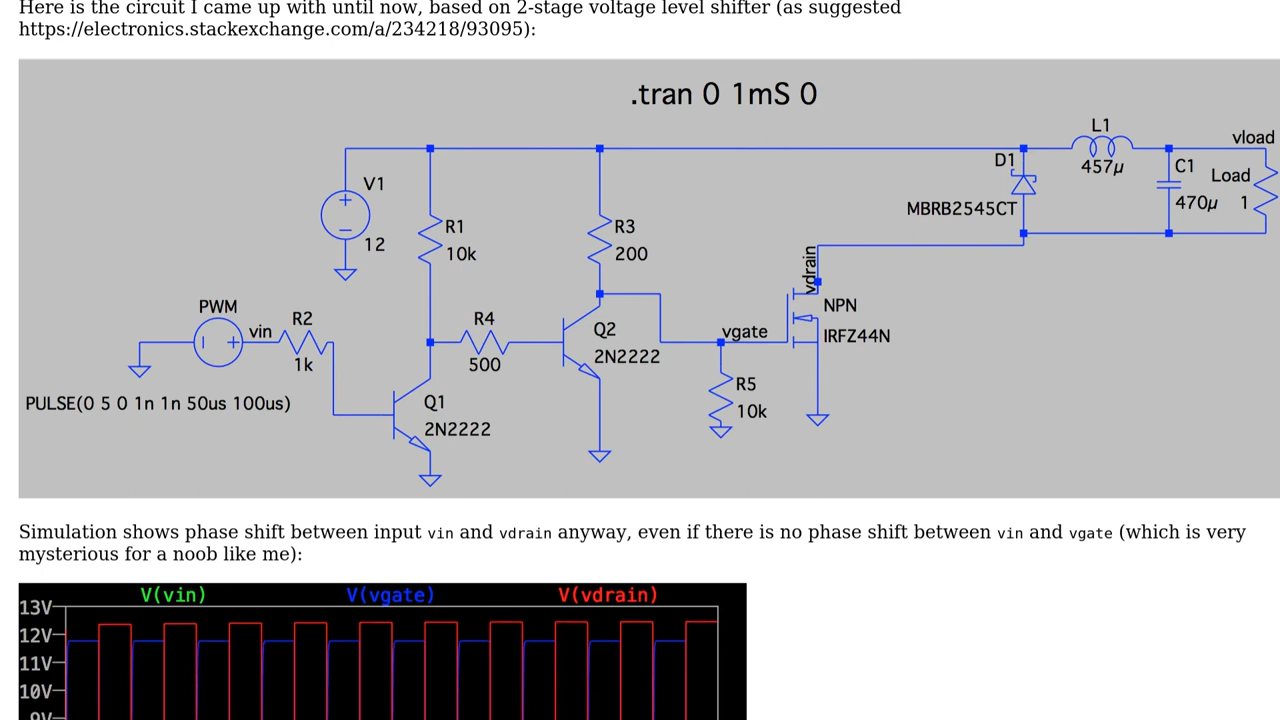 Here is the circuit I came up with until now, based on 2-stage voltage level shifter (as suggested
https://electronics.stackexchange.com/a/234218/93095):
.tran 0 1mS 0
L1
vload
D1
C1
Load
457µ
V1
MBRB2545CT
470µ
1
R1
R3
12
10k
200
vdrain
PWM
NPN
R2
R4
vin
Q2
vgate
IRFZ44N
2N2222
1k
500
R5
PULSE(0 5 0 1n 1n 50us 100us)
Q1
10k
2N2222
Simulation shows phase shift between input vin and vdrain anyway, even if there is no phase shift between vin and vgate (which is very
mysterious for a noob like me):
V(vin) V(vgate) V(vdrain)
13V
12V
11V
10V
9V